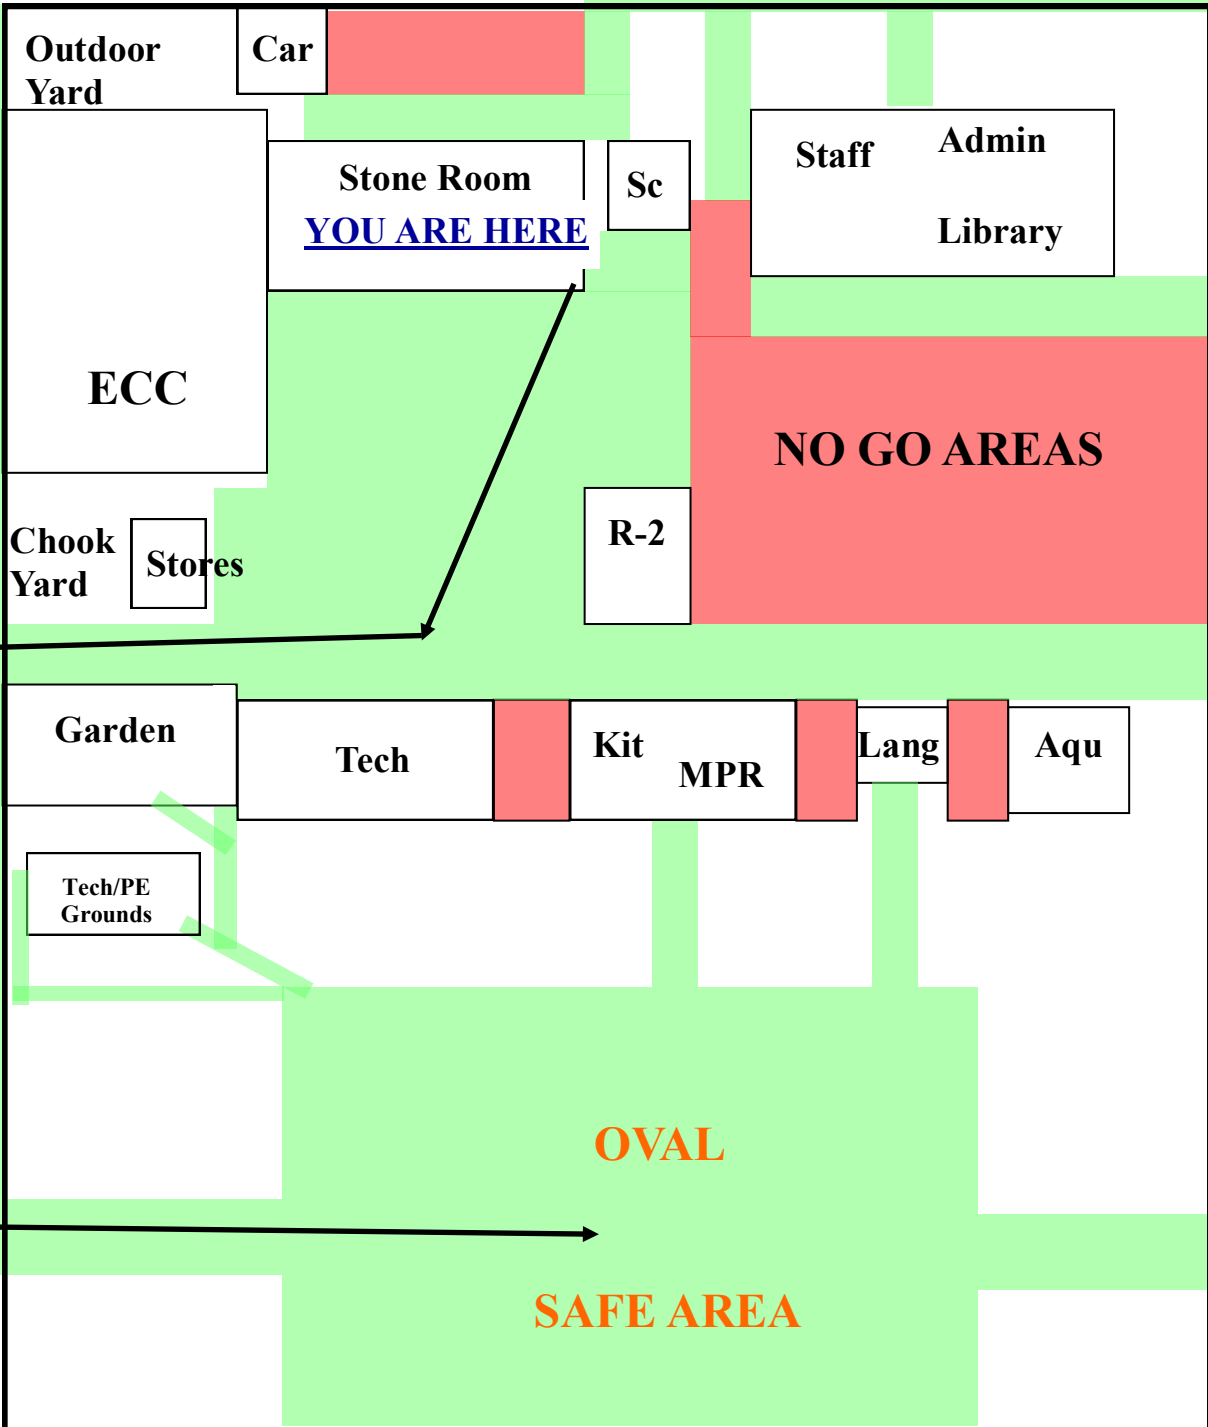 Outdoor
Yard
Car
Stone Room
YOU ARE HERE
Sc
Staff
Admin
Library
ECC
NO GO AREAS
Chook
Yard
Stores
R-2
Garden
Tech
Kit
MPR
Lang
Aqu
Tech/PE
Grounds
OVAL
SAFE AREA